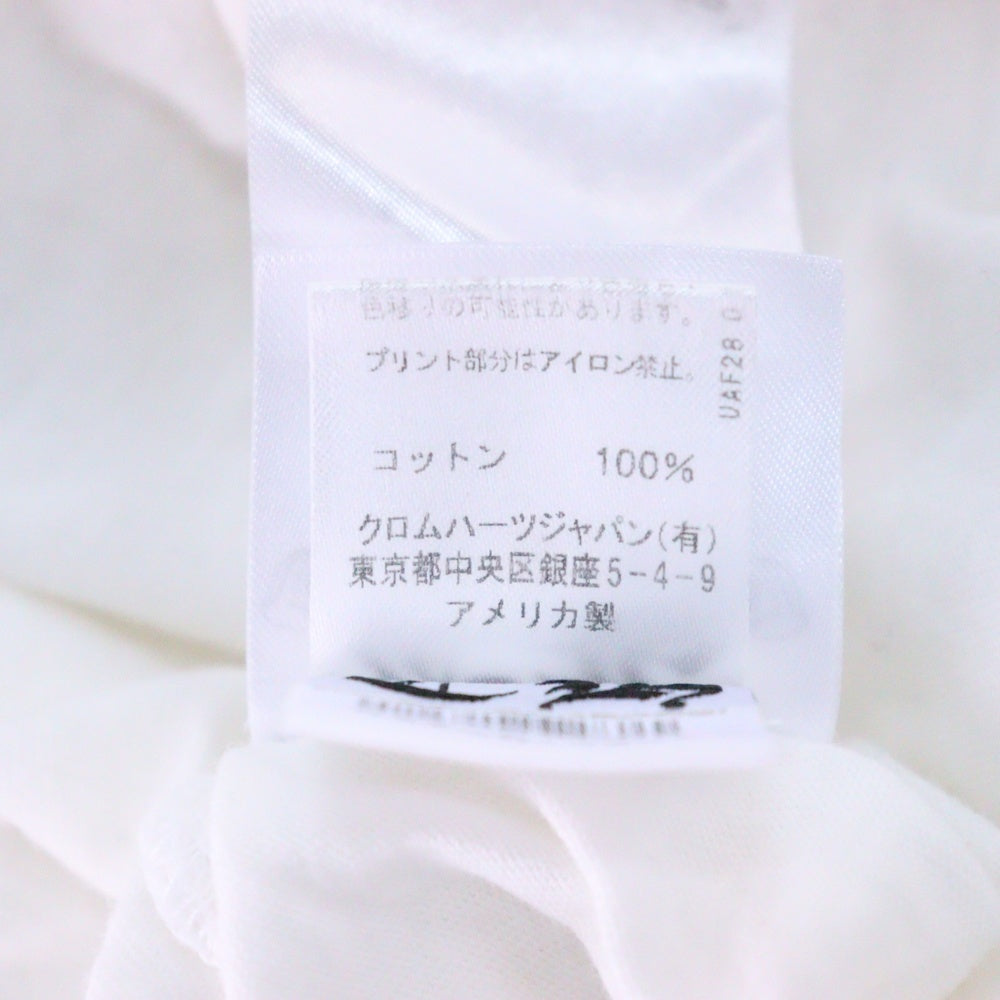 色移りの可能性があります。
プリント部分はアイロン禁止。
UAF28
コットン 100%
クロムハーツジャパン(有)
東京都中央区銀座5-4-9
アメリカ製